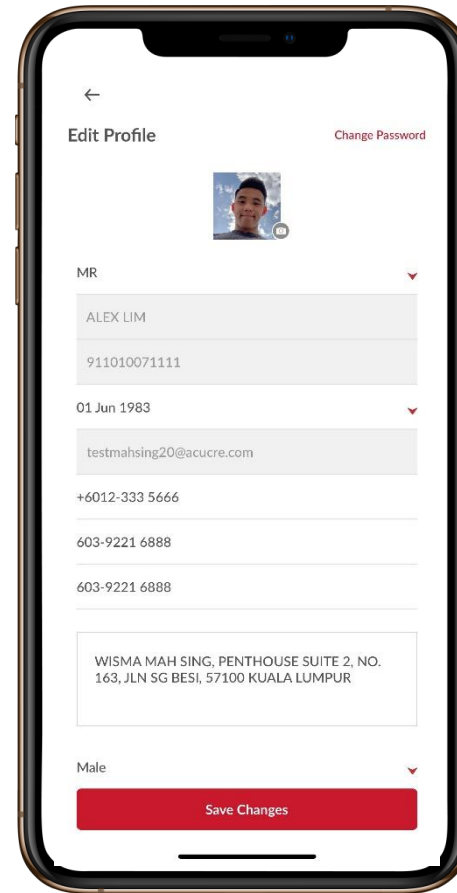 Edit Profile
Change Password
MR
ALEX LIM
911010071111
01 Jun 1983
testmahsing20@acucre.com
+6012-333 5666
603-9221 6888
603-9221 6888
WISMA MAH SING, PENTHOUSE SUITE 2, NO.
163, JLN SG BESI, 57100 KUALA LUMPUR
Male
Save Changes